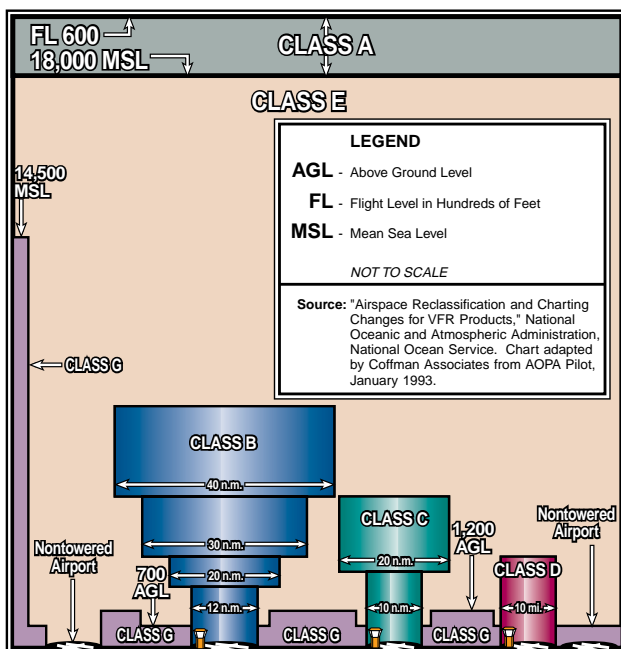 FL 600
18,000 MSL
CLASS A
CLASS E
LEGEND
AGL - Above Ground Level
FL - Flight Level in Hundreds of Feet
MSL - Mean Sea Level
NOT TO SCALE
Source: "Airspace Reclassification and Charting
Changes for VFR Products," National
Oceanic and Atmospheric Administration,
National Ocean Service. Chart adapted
by Coffman Associates from AOPA Pilot,
January 1993.
14,500
MSL
CLASS G
CLASS B
40 n.m.
30 n.m.
20 n.m.
12 n.m.
CLASS C
20 n.m.
10 n.m.
CLASS D
10 mi.
Nontowered
Airport
700
AGL
1,200
AGL
Nontowered
Airport
CLASS G
CLASS G
CLASS G